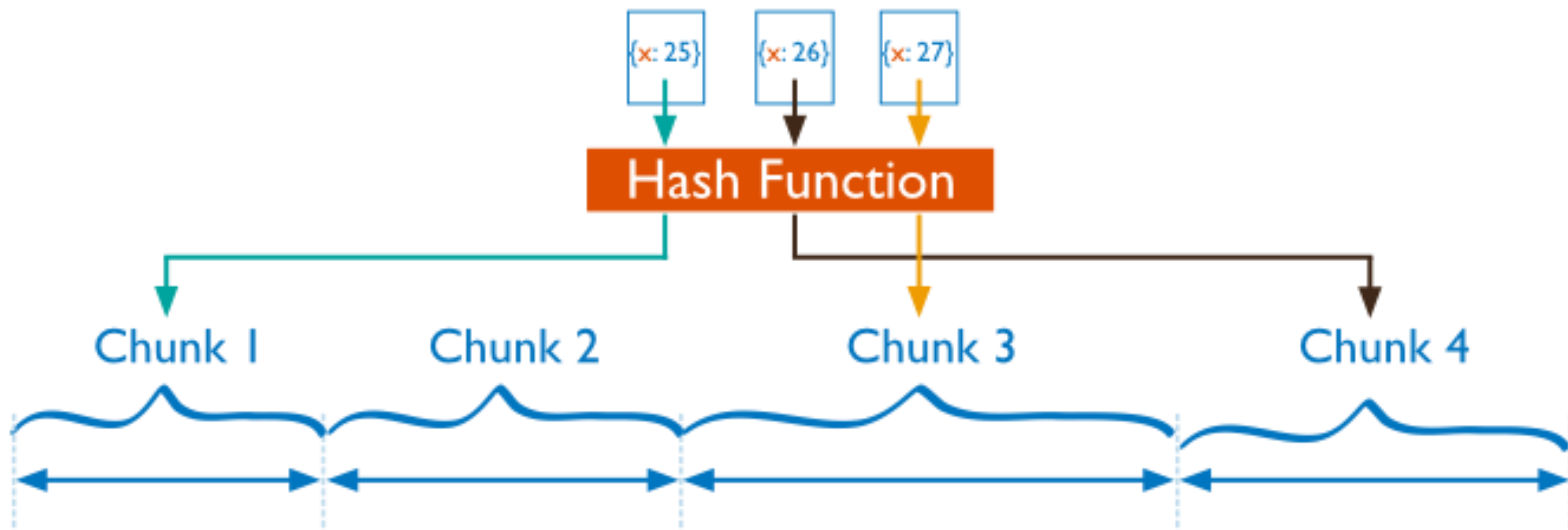 {x: 25} {x: 26} {x: 27}
Hash Function
Chunk 1 Chunk 2 Chunk 3 Chunk 4